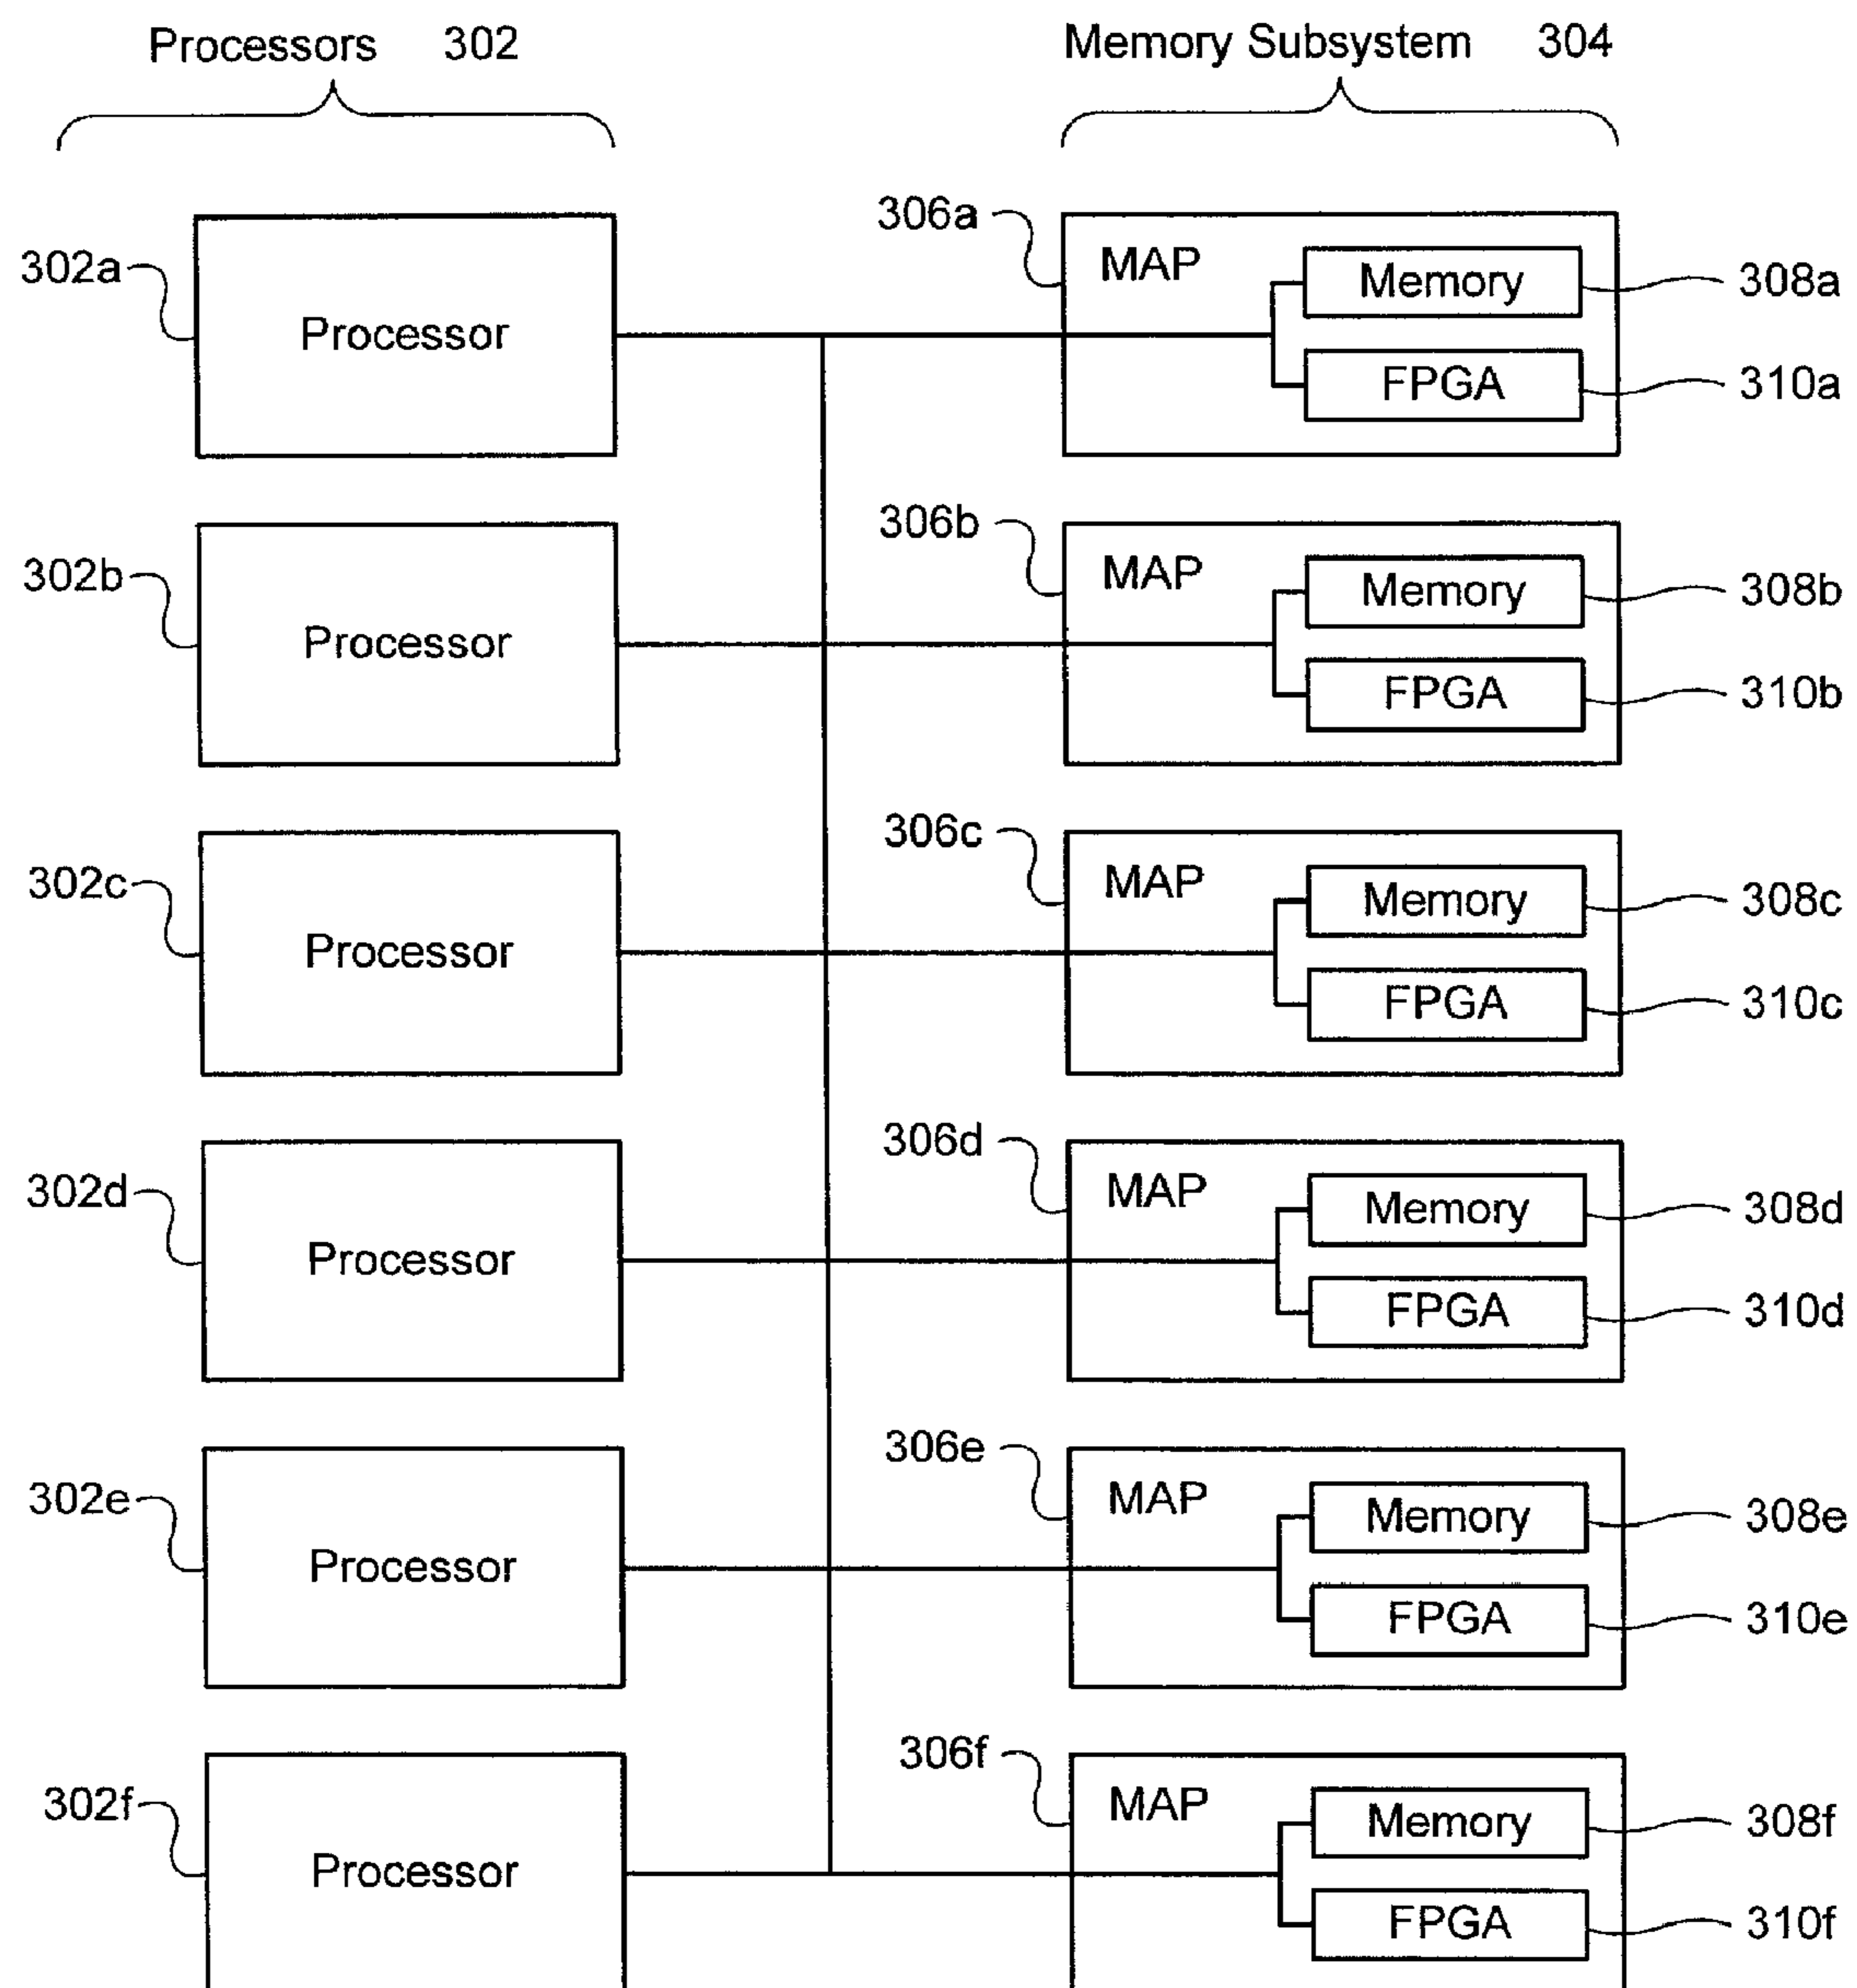 Processors 302
Memory Subsystem 304
302a
Processor
306a
MAP
Memory
308a
FPGA
310a
302b
Processor
306b
MAP
Memory
308b
FPGA
310b
302c
Processor
306c
MAP
Memory
308c
FPGA
310c
302d
Processor
306d
MAP
Memory
308d
FPGA
310d
302e
Processor
306e
MAP
Memory
308e
FPGA
310e
302f
Processor
306f
MAP
Memory
308f
FPGA
310f